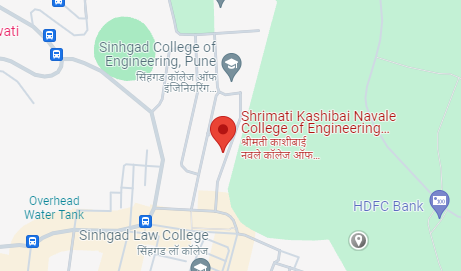 vati
Sinhgad College of
Engineering, Pune
सिंहगड कॉलेज ऑफ
इंजिनियरिंग...
Shrimati Kashibai Navale
College of Engineering...
श्रीमती काशीबाई
नवले कॉलेज ऑफ...
Overhead
Water Tank
HDFC Bank
Sinhgad Law College
सिंहगड लॉ कॉलेज